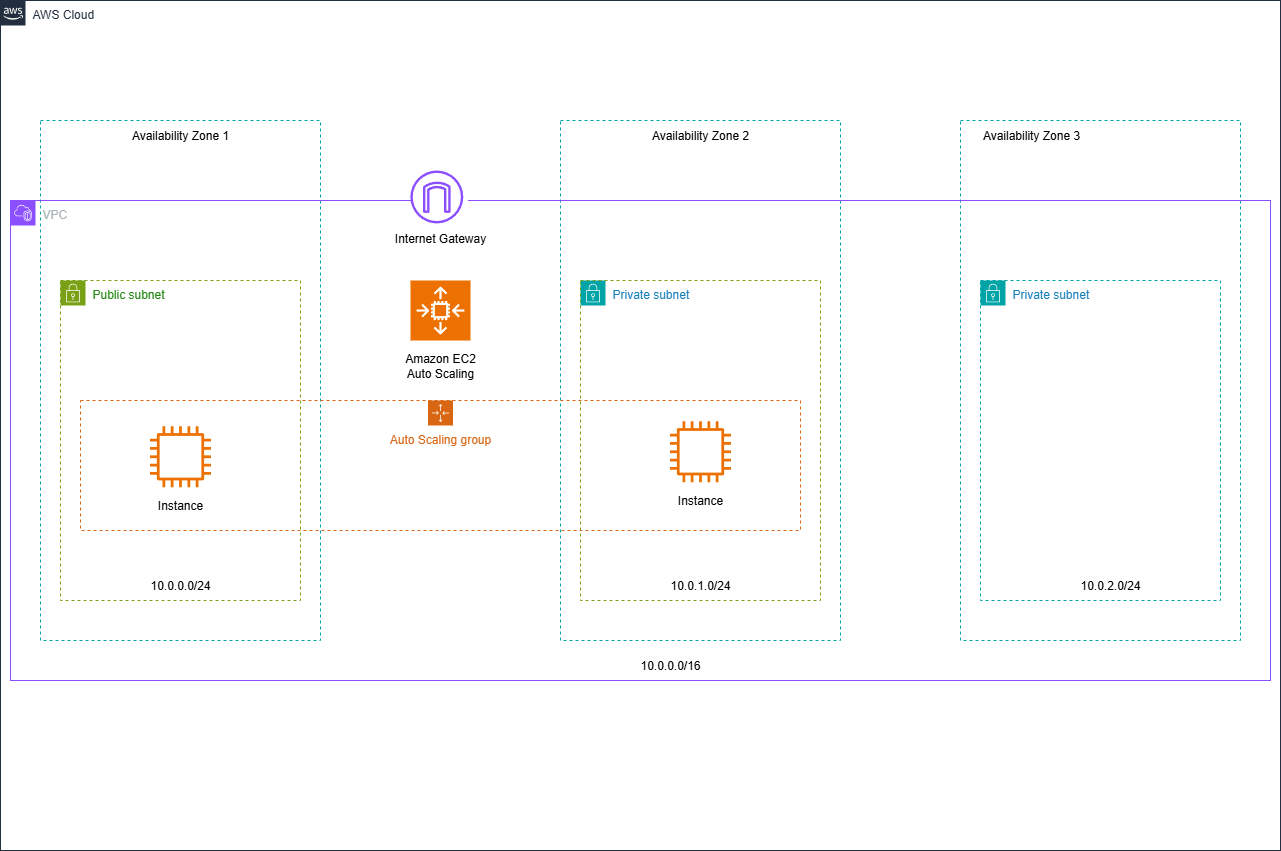 aws
AWS Cloud
Availability Zone 1
Availability Zone 2
Availability Zone 3
VPC
Internet Gateway
Public subnet
Private subnet
Private subnet
Amazon EC2
Auto Scaling
Auto Scaling group
Instance
Instance
10.0.0.0/24
10.0.1.0/24
10.0.2.0/24
10.0.0.0/16